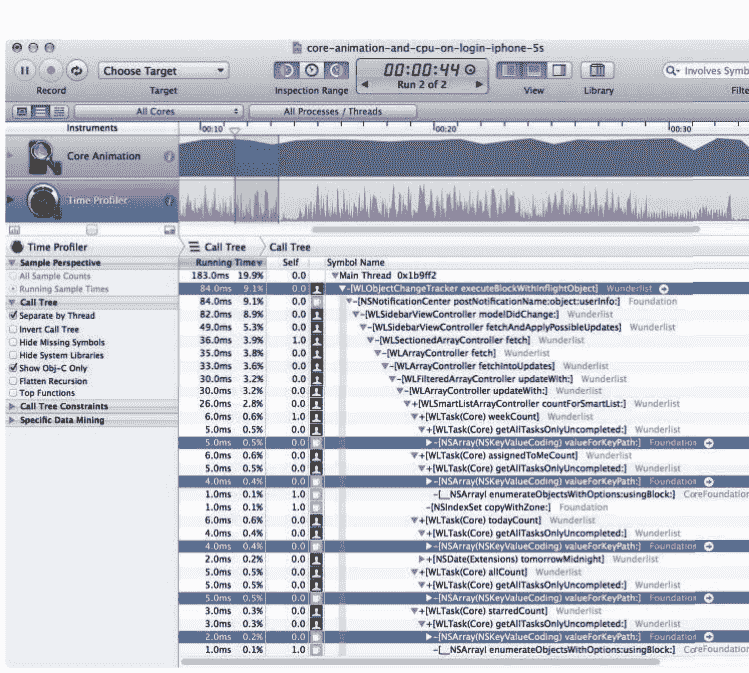 core-animation-and-cpu-on-login-iphone-5s
Choose Target
00:00:44
Run 2 of 2
Involves Symb
Record Target Inspection Range View Library Filte
All Cores All Processes / Threads
Instruments 00:10 00:20 00:30
Core Animation
Time Profiler
Time Profiler Call Tree Call Tree
Sample Perspective
All Sample Counts
Running Sample Times
Call Tree
Separate by Thread
Invert Call Tree
Hide Missing Symbols
Hide System Libraries
Show Obj-C Only
Flatten Recursion
Top Functions
Call Tree Constraints
Specific Data Mining
Running Time Self Symbol Name
183.0ms 19.9% 0.0 Main Thread 0x1b9ff2
84.0ms 9.1% 0.0 -[WLObjectChangeTracker executeBlockWithInflightObject] Wunderlist
84.0ms 9.1% 0.0 -[NSNotificationCenter postNotificationName:object:userInfo:] Foundation
82.0ms 8.9% 0.0 -[WLSidebarViewController modelDidChange:] Wunderlist
49.0ms 5.3% 0.0 -[WLSidebarViewController fetchAndApplyPossibleUpdates] Wunderlist
36.0ms 3.9% 1.0 -[WLSectionedArrayController fetch] Wunderlist
35.0ms 3.8% 0.0 -[WLArrayController fetch] Wunderlist
33.0ms 3.6% 0.0 -[WLArrayController fetchIntoUpdates] Wunderlist
30.0ms 3.2% 0.0 -[WLFilteredArrayController updateWith:] Wunderlist
30.0ms 3.2% 0.0 -[WLArrayController updateWith:] Wunderlist
26.0ms 2.8% 0.0 +[WLSmartListArrayController countForSmartList:] Wunderlist
6.0ms 0.6% 1.0 +[WLTask(Core) weekCount] Wunderlist
5.0ms 0.5% 0.0 +[WLTask(Core) getAllTasksOnlyUncompleted:] Wunderlist
5.0ms 0.5% 0.0 -[NSArray(NSKeyValueCoding) valueForKeyPath:] Foundation
6.0ms 0.6% 0.0 +[WLTask(Core) assignedToMeCount] Wunderlist
5.0ms 0.5% 0.0 +[WLTask(Core) getAllTasksOnlyUncompleted:] Wunderlist
4.0ms 0.4% 0.0 -[NSArray(NSKeyValueCoding) valueForKeyPath:] Foundation
1.0ms 0.1% 1.0 -[__NSArrayI enumerateObjectsWithOptions:usingBlock:] CoreFoundation
1.0ms 0.1% 1.0 -[NSIndexSet copyWithZone:] Foundation
6.0ms 0.6% 0.0 +[WLTask(Core) todayCount] Wunderlist
4.0ms 0.4% 0.0 +[WLTask(Core) getAllTasksOnlyUncompleted:] Wunderlist
4.0ms 0.4% 0.0 -[NSArray(NSKeyValueCoding) valueForKeyPath:] Foundation
2.0ms 0.2% 0.0 +[NSDate(Extensions) tomorrowMidnight] Wunderlist
5.0ms 0.5% 0.0 +[WLTask(Core) allCount] Wunderlist
5.0ms 0.5% 0.0 +[WLTask(Core) getAllTasksOnlyUncompleted:] Wunderlist
5.0ms 0.5% 0.0 -[NSArray(NSKeyValueCoding) valueForKeyPath:] Foundation
3.0ms 0.3% 0.0 +[WLTask(Core) starredCount] Wunderlist
3.0ms 0.3% 0.0 +[WLTask(Core) getAllTasksOnlyUncompleted:] Wunderlist
2.0ms 0.2% 0.0 -[NSArray(NSKeyValueCoding) valueForKeyPath:] Foundation
1.0ms 0.1% 1.0 -[__NSArrayI enumerateObjectsWithOptions:usingBlock:] CoreFoundation